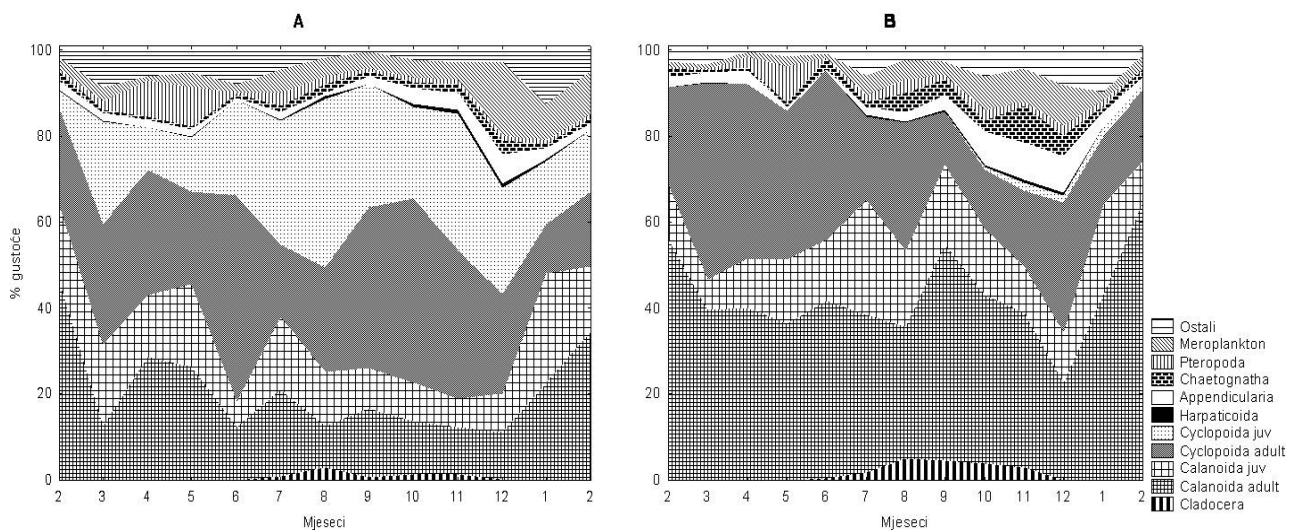 A
B
% gustoće
100
80
60
40
20
0
2 3 4 5 6 7 8 9 10 11 12 1 2
Mjeseci
100
80
60
40
20
0
2 3 4 5 6 7 8 9 10 11 12 1 2
Mjeseci
Ostali
Meroplankton
Pteropoda
Chaetognatha
Appendicularia
Harpaticoida
Cyclopoida juv
Cyclopoida adult
Calanoida juv
Calanoida adult
Cladocera